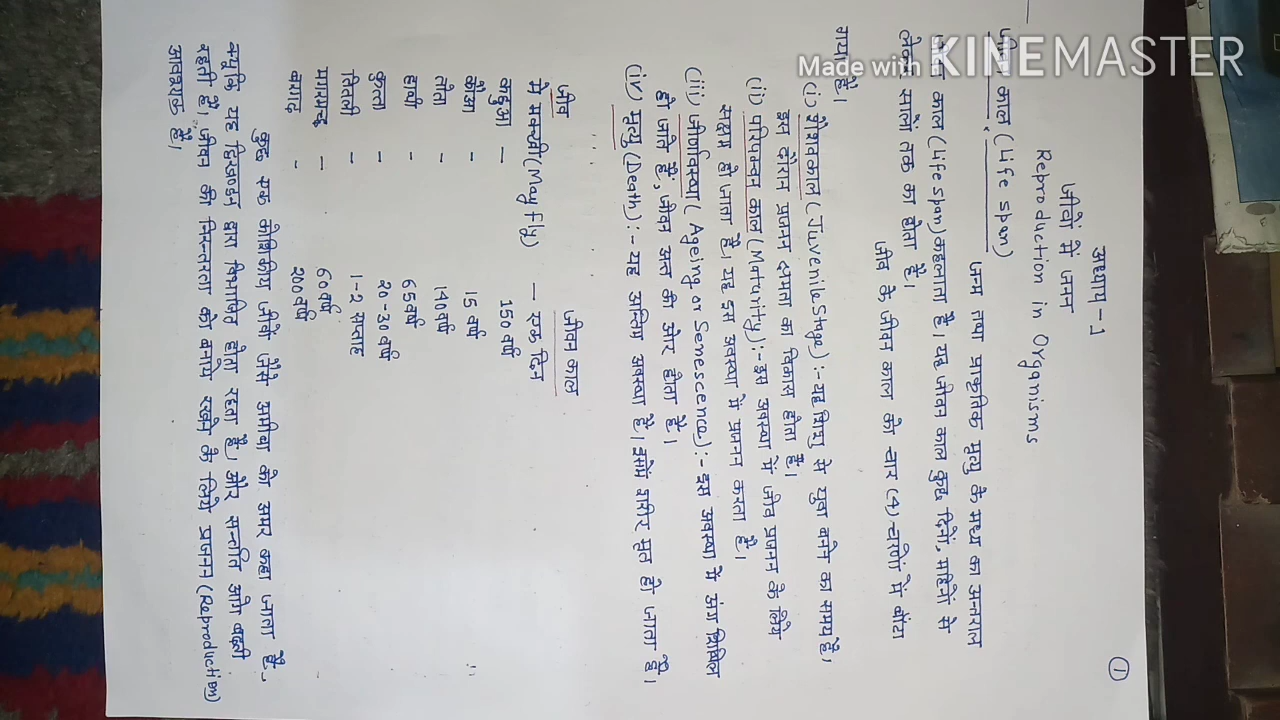 Made with KINEMASTER
①
अध्याय-1
जीवों में जनन
Reproduction in Organisms
जीवन काल (Life span)
जन्म तथा प्राकृतिक मृत्यु के मध्य का अन्तराल
जीवन काल (Life span) कहलाता है। यह जीवन काल कुछ दिनों, महिनों से
लेकर सालों तक का होता है।
जीव के जीवन काल को चार (4) चरणों में बांटा
गया है।
(i) शैशवकाल (Juvenile Stage) :- यह शिशु से युवा बनने का समय है,
इस दौरान प्रजनन क्षमता का विकास होता है।
(ii) परिपक्वन काल (Maturity) :- इस अवस्था में जीव प्रजनन के लिये
सक्षम हो जाता है। यह इस अवस्था में प्रजनन करता है।
(iii) जीर्णावस्था (Ageing or Senescence) :- इस अवस्था में अंग शिथिल
हो जाते हैं, जीवन अन्त की ओर होता है।
(iv) मृत्यु (Death) :- यह अन्तिम अवस्था है। इसमें शरीर मृत हो जाता है।
जीव जीवन काल
मे मक्खी (May fly) - एक दिन
कछुआ - 150 वर्ष
कौआ - 15 वर्ष
तोता - 140 वर्ष
हाथी - 65 वर्ष
कुत्ता - 20-30 वर्ष
तितली - 1-2 सप्ताह
मगरमच्छ - 60 वर्ष
बरगद - 200 वर्ष
कुछ एक कोशिकीय जीवों जैसे अमीबा को अमर कहा जाता है-
क्यूंकि यह द्विखण्डन द्वारा विभाजित होता रहता है। और सन्तति आगे बढ़ती
रहती है। जीवन की निरन्तरता को बनाये रखने के लिये प्रजनन (Reproduction)
आवश्यक है।